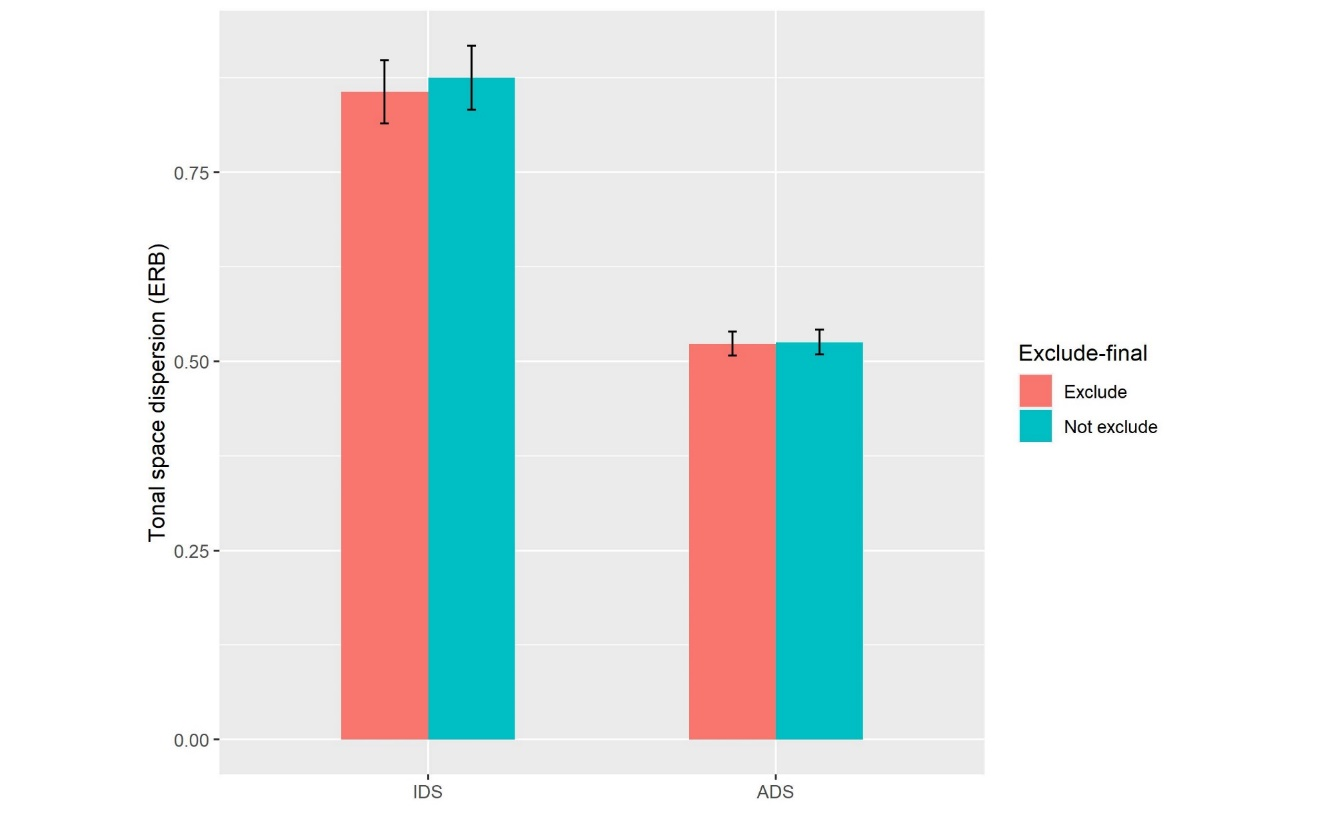 Tonal space dispersion (ERB)
0.75
0.50
0.25
0.00
IDS
ADS
Exclude-final
Exclude
Not exclude